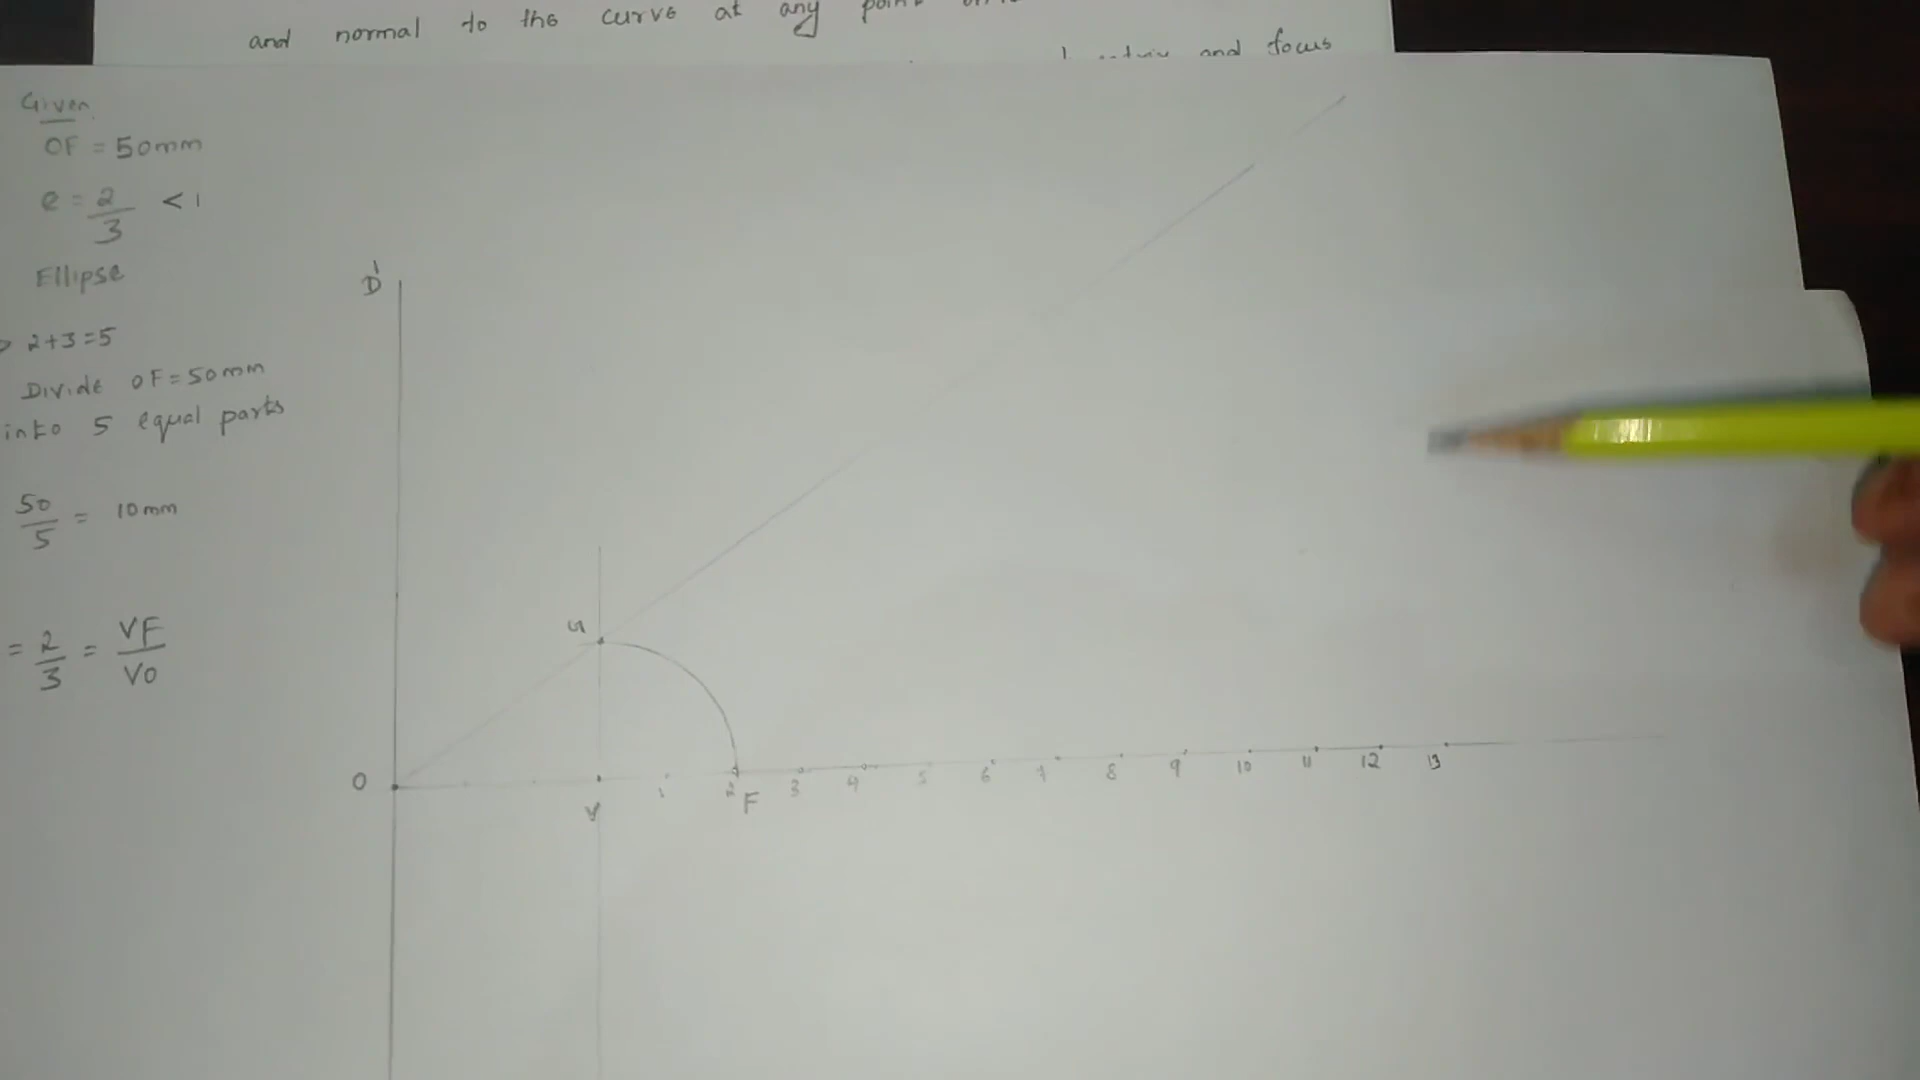 and normal to the curve at any
and focus
Given
OF = 50mm
e = 2/3 < 1
Ellipse
2+3=5
Divide OF=50mm
into 5 equal parts
50/5 = 10mm
= 2/3 = VF/VO
D'
G
O
V 1 2 F 3 4 5 6 7 8 9 10 11 12 13